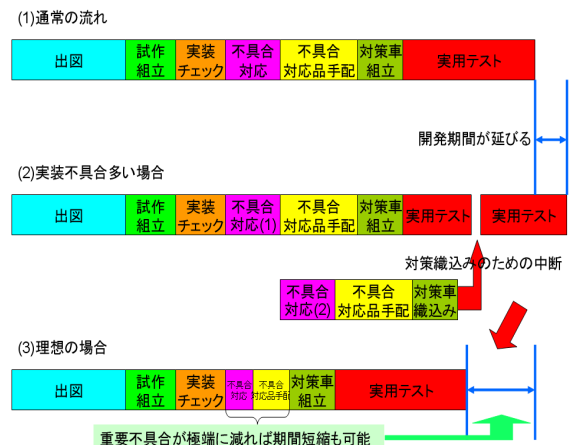 (1)通常の流れ
出図
試作
組立
実装
チェック
不具合
対応
不具合
対応品手配
対策車
組立
実用テスト
開発期間が延びる
(2)実装不具合多い場合
出図
試作
組立
実装
チェック
不具合
対応(1)
不具合
対応品手配
対策車
組立
実用テスト
実用テスト
対策織込みのための中断
不具合
対応(2)
不具合
対応品手配
対策車
織込み
(3)理想の場合
出図
試作
組立
実装
チェック
不具合
対応
不具合
対応品手配
対策車
組立
実用テスト
重要不具合が極端に減れば期間短縮も可能